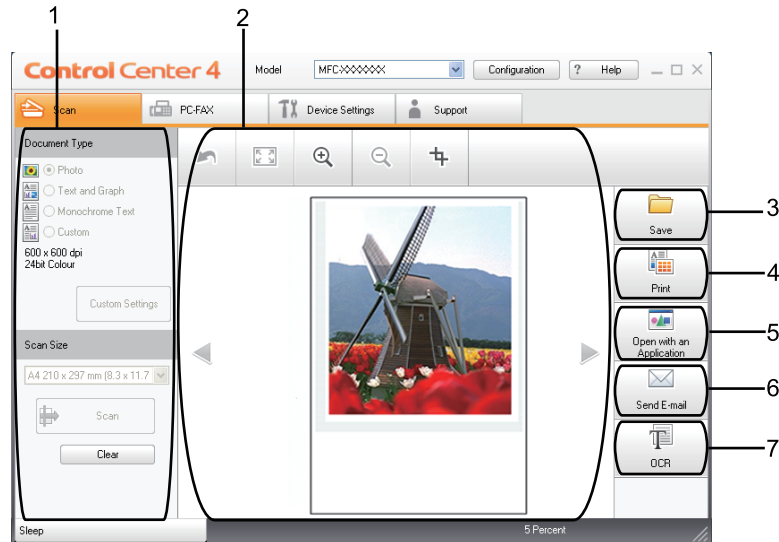 1
2
Control Center 4
Model
MFC-XXXXXX
Configuration
? Help
Scan
PC-FAX
Device Settings
Support
Document Type
Photo
Text and Graph
Monochrome Text
Custom
600 x 600 dpi
24bit Colour
Custom Settings
Scan Size
A4 210 x 297 mm (8.3 x 11.7
Scan
Clear
Save
3
Print
4
Open with an
Application
5
Send E-mail
6
OCR
7
Sleep
5 Percent